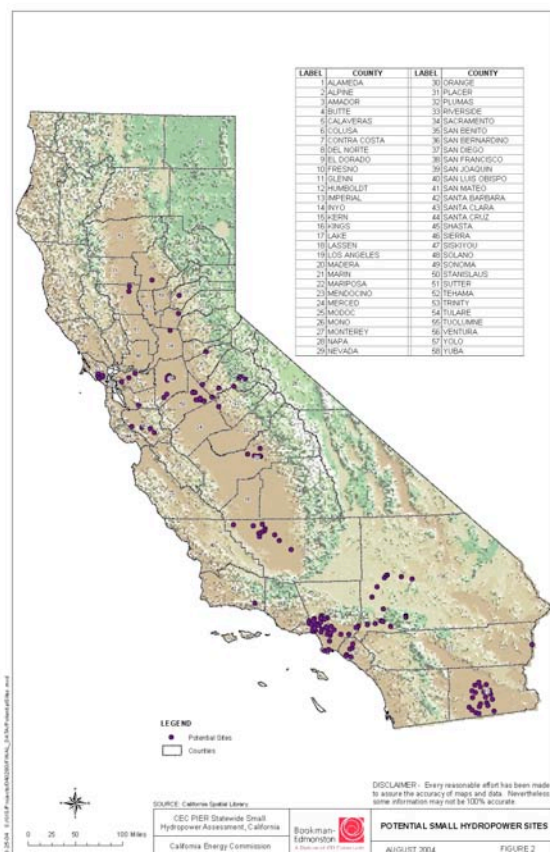 LABEL COUNTY LABEL COUNTY
1 ALAMEDA 30 ORANGE
2 ALPINE 31 PLACER
3 AMADOR 32 PLUMAS
4 BUTTE 33 RIVERSIDE
5 CALAVERAS 34 SACRAMENTO
6 COLUSA 35 SAN BENITO
7 CONTRA COSTA 36 SAN BERNARDINO
8 DEL NORTE 37 SAN DIEGO
9 EL DORADO 38 SAN FRANCISCO
10 FRESNO 39 SAN JOAQUIN
11 GLENN 40 SAN LUIS OBISPO
12 HUMBOLDT 41 SAN MATEO
13 IMPERIAL 42 SANTA BARBARA
14 INYO 43 SANTA CLARA
15 KERN 44 SANTA CRUZ
16 KINGS 45 SHASTA
17 LAKE 46 SIERRA
18 LASSEN 47 SISKIYOU
19 LOS ANGELES 48 SOLANO
20 MADERA 49 SONOMA
21 MARIN 50 STANISLAUS
22 MARIPOSA 51 SUTTER
23 MENDOCINO 52 TEHAMA
24 MERCED 53 TRINITY
25 MODOC 54 TULARE
26 MONO 55 TUOLUMNE
27 MONTEREY 56 VENTURA
28 NAPA 57 YOLO
29 NEVADA 58 YUBA
LEGEND
Potential Sites
Counties
DISCLAIMER - Every reasonable effort has been made
to assure the accuracy of maps and data. Nevertheless
some information may not be 100% accurate.
SOURCE: California Spatial Library
0 25 50 100 Miles
CEC PIER Statewide Small
Hydropower Assessment, California
California Energy Commission
Bookman-
Edmonston
POTENTIAL SMALL HYDROPOWER SITES
AUGUST 2004 FIGURE 2